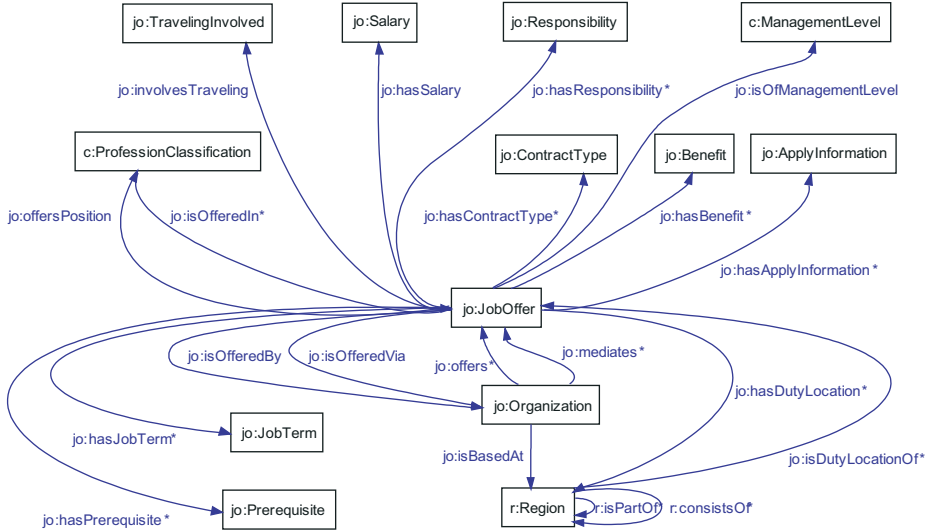 jo:TravelingInvolved
jo:Salary
jo:Responsibility
c:ManagementLevel
jo:involvesTraveling
jo:hasSalary
jo:hasResponsibility*
jo:isOfManagementLevel
c:ProfessionClassification
jo:ContractType
jo:Benefit
jo:ApplyInformation
jo:offersPosition
jo:isOfferedIn*
jo:hasContractType*
jo:hasBenefit*
jo:hasApplyInformation*
jo:JobOffer
jo:isOfferedBy
jo:isOfferedVia
jo:offers*
jo:mediates*
jo:hasDutyLocation*
jo:Organization
jo:hasJobTerm*
jo:JobTerm
jo:isBasedAt
jo:isDutyLocationOf*
jo:hasPrerequisite*
jo:Prerequisite
r:Region
r:isPartOf*
r:consistsOf*